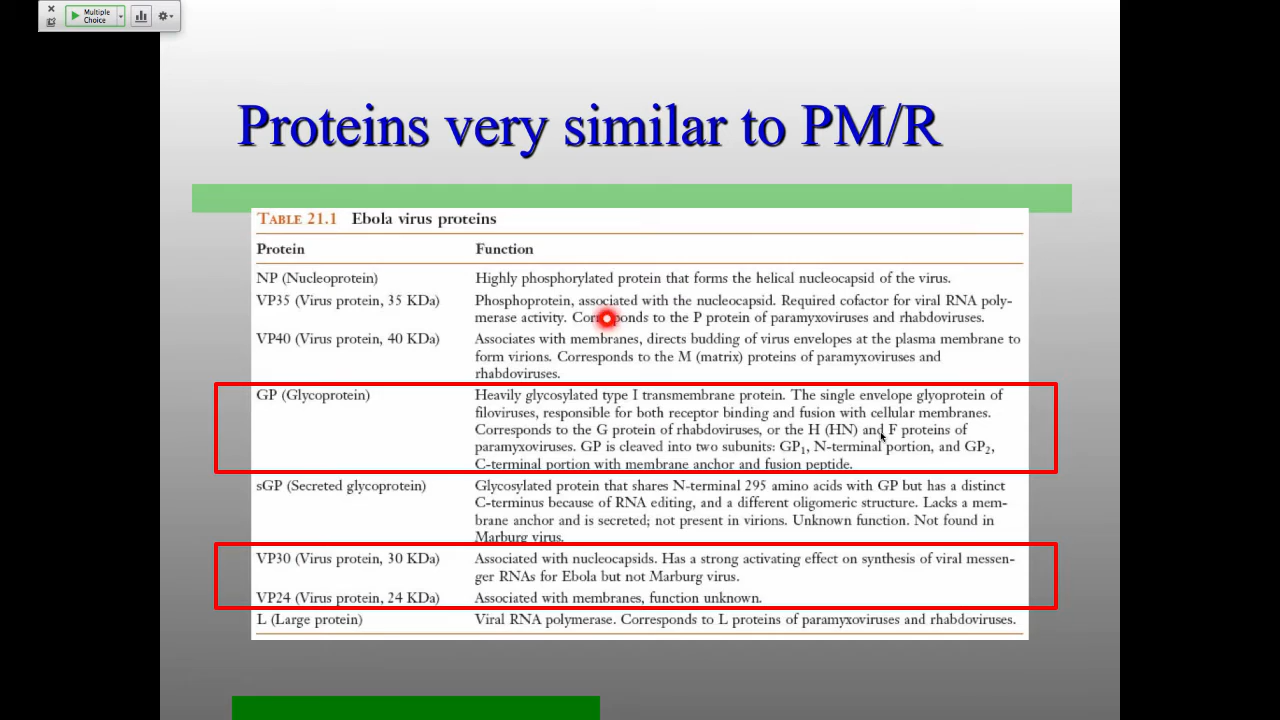 Multiple
Choice
Proteins very similar to PM/R
TABLE 21.1 Ebola virus proteins
Protein Function
NP (Nucleoprotein) Highly phosphorylated protein that forms the helical nucleocapsid of the virus.
VP35 (Virus protein, 35 KDa) Phosphoprotein, associated with the nucleocapsid. Required cofactor for viral RNA poly-
merase activity. Corresponds to the P protein of paramyxoviruses and rhabdoviruses.
VP40 (Virus protein, 40 KDa) Associates with membranes, directs budding of virus envelopes at the plasma membrane to
form virions. Corresponds to the M (matrix) proteins of paramyxoviruses and
rhabdoviruses.
GP (Glycoprotein) Heavily glycosylated type I transmembrane protein. The single envelope glyoprotein of
filoviruses, responsible for both receptor binding and fusion with cellular membranes.
Corresponds to the G protein of rhabdoviruses, or the H (HN) and F proteins of
paramyxoviruses. GP is cleaved into two subunits: GP1, N-terminal portion, and GP2,
C-terminal portion with membrane anchor and fusion peptide.
sGP (Secreted glycoprotein) Glycosylated protein that shares N-terminal 295 amino acids with GP but has a distinct
C-terminus because of RNA editing, and a different oligomeric structure. Lacks a mem-
brane anchor and is secreted; not present in virions. Unknown function. Not found in
Marburg virus.
VP30 (Virus protein, 30 KDa) Associated with nucleocapsids. Has a strong activating effect on synthesis of viral messen-
ger RNAs for Ebola but not Marburg virus.
VP24 (Virus protein, 24 KDa) Associated with membranes, function unknown.
L (Large protein) Viral RNA polymerase. Corresponds to L proteins of paramyxoviruses and rhabdoviruses.